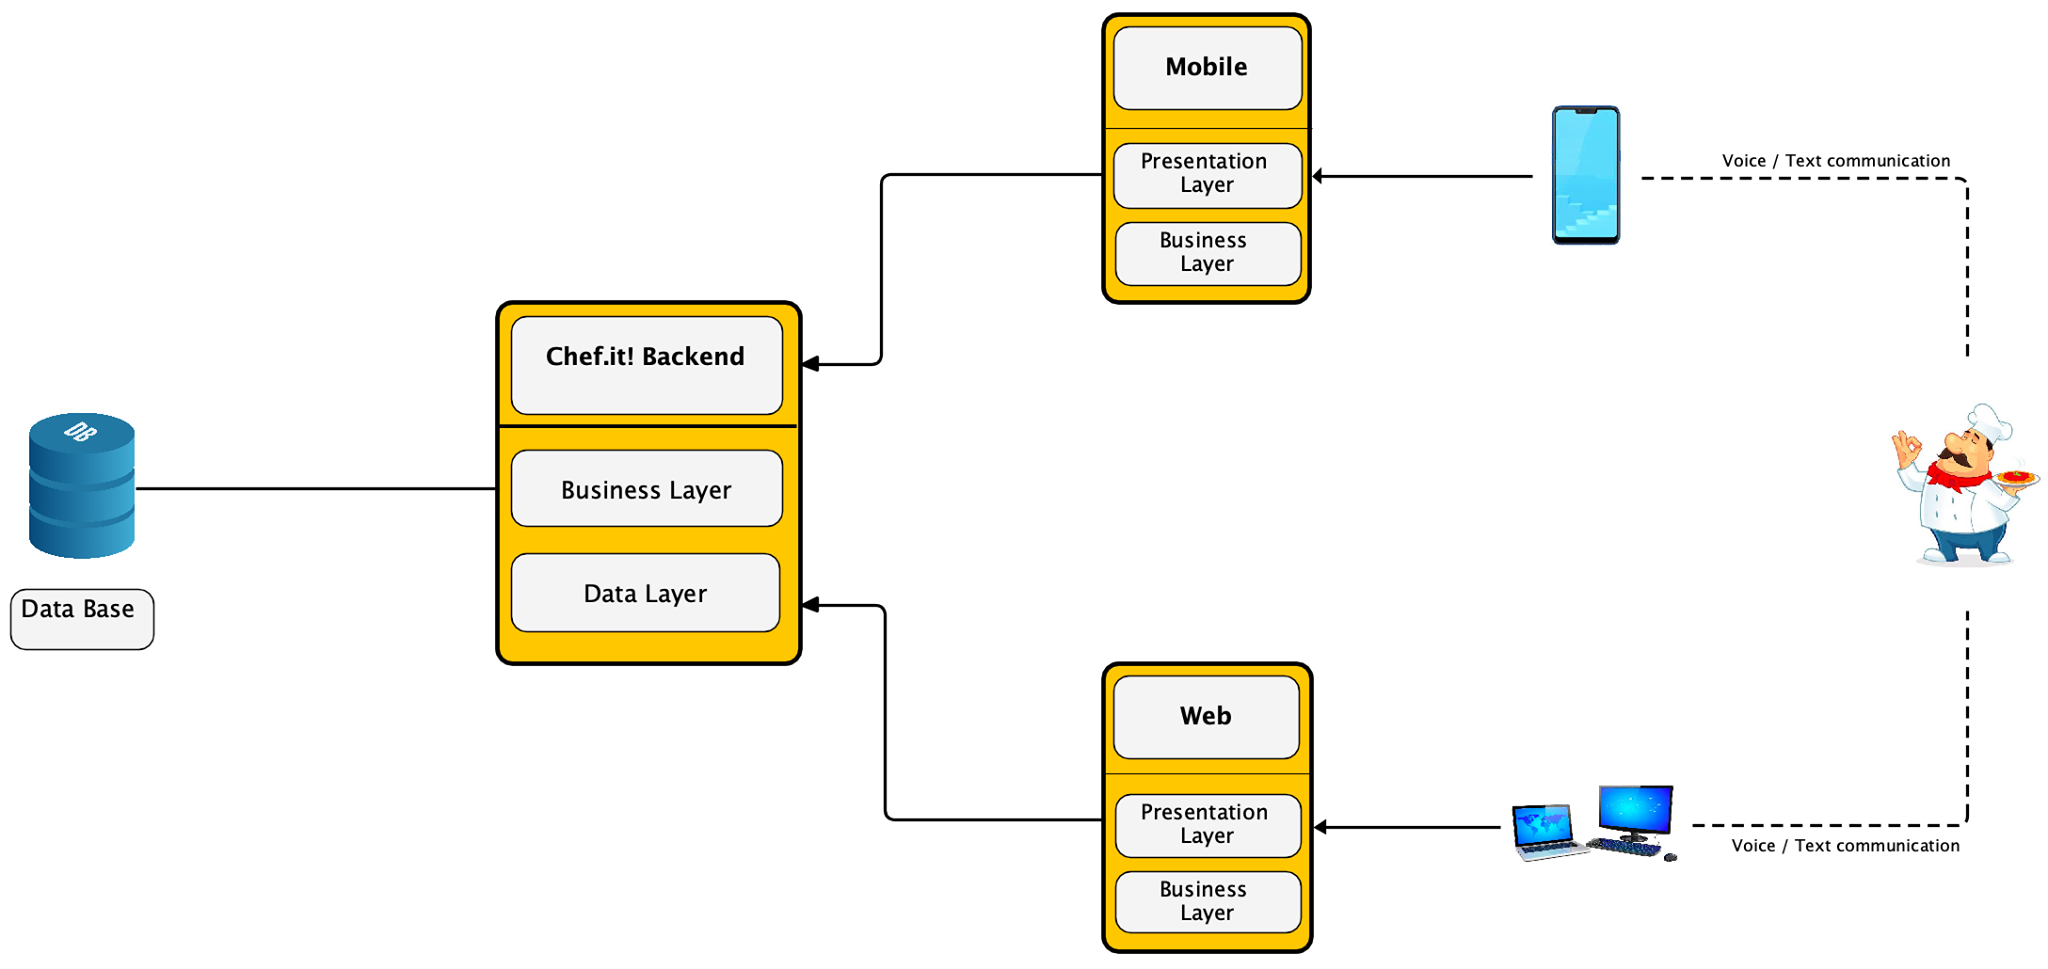 Mobile
Presentation
Layer
Business
Layer
Voice / Text communication
Chef.it! Backend
Business Layer
Data Layer
DB
Data Base
Web
Presentation
Layer
Business
Layer
Voice / Text communication